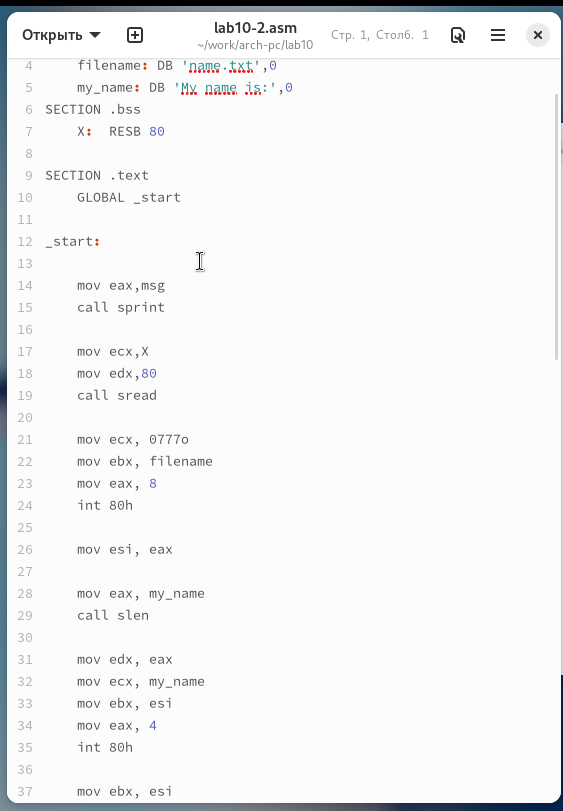 Открыть
lab10-2.asm
~/work/arch-pc/lab10
Стр. 1, Столб. 1
4 filename: DB 'name.txt',0
5 my_name: DB 'My name is:',0
6 SECTION .bss
7 X: RESB 80
8
9 SECTION .text
10 GLOBAL _start
11
12 _start:
13
14 mov eax,msg
15 call sprint
16
17 mov ecx,X
18 mov edx,80
19 call sread
20
21 mov ecx, 0777o
22 mov ebx, filename
23 mov eax, 8
24 int 80h
25
26 mov esi, eax
27
28 mov eax, my_name
29 call slen
30
31 mov edx, eax
32 mov ecx, my_name
33 mov ebx, esi
34 mov eax, 4
35 int 80h
36
37 mov ebx, esi